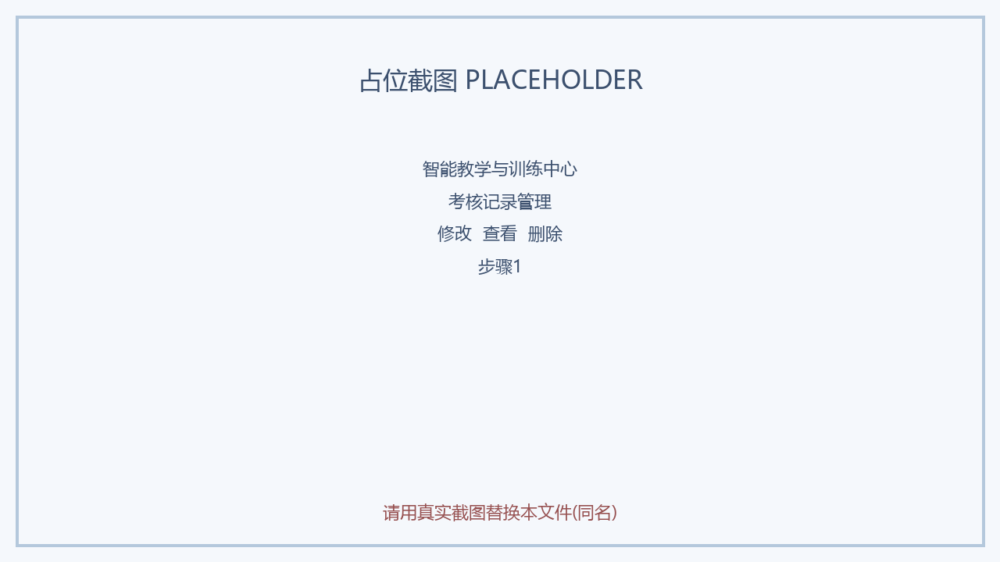 占位截图 PLACEHOLDER
智能教学与训练中心
考核记录管理
修改 查看 删除
步骤1
请用真实截图替换本文件(同名)